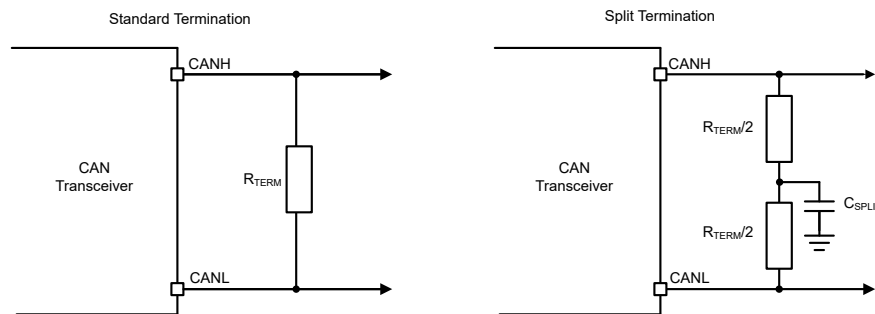 Standard Termination
CANH
CAN
Transceiver
RTERM
CANL
Split Termination
CANH
RTERM/2
CAN
Transceiver
CSPLI
RTERM/2
CANL